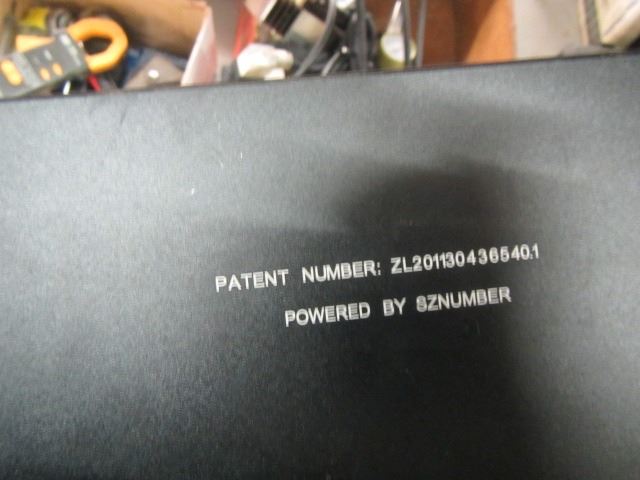 PATENT NUMBER: ZL201130436540.1
POWERED BY SZNUMBER